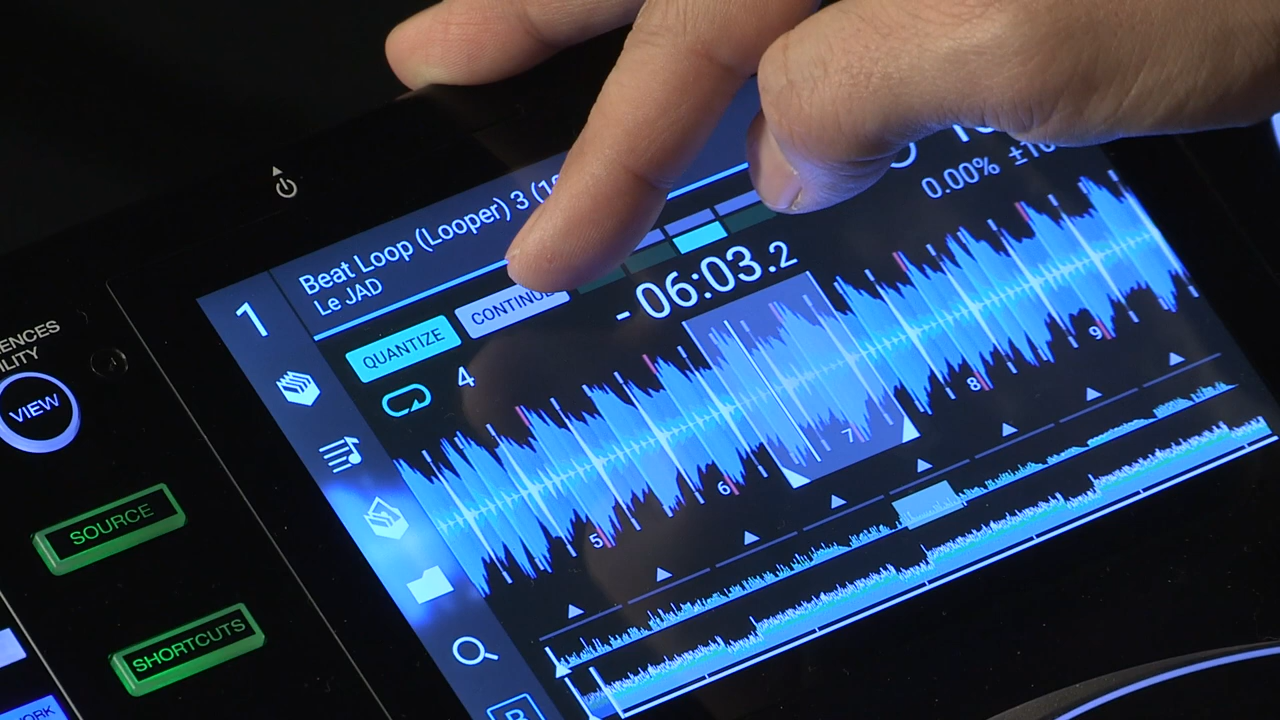 Beat Loop (Looper) 3
Le JAD
0.00%
1
QUANTIZE
CONTINUE
-06:03.2
4
VIEW
SOURCE
SHORTCUTS
5
6
7
8
9